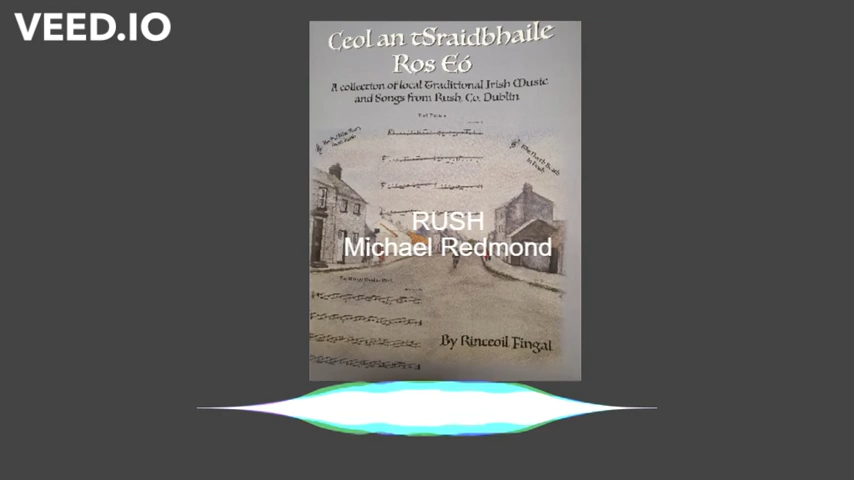 VEED.IO
Ceol an tSraidbhaile
Ros Eó
A collection of local Traditional Irish Music
and Songs from Rush, Co. Dublin
RUSH
Michael Redmond
By Rinceoil Fingal